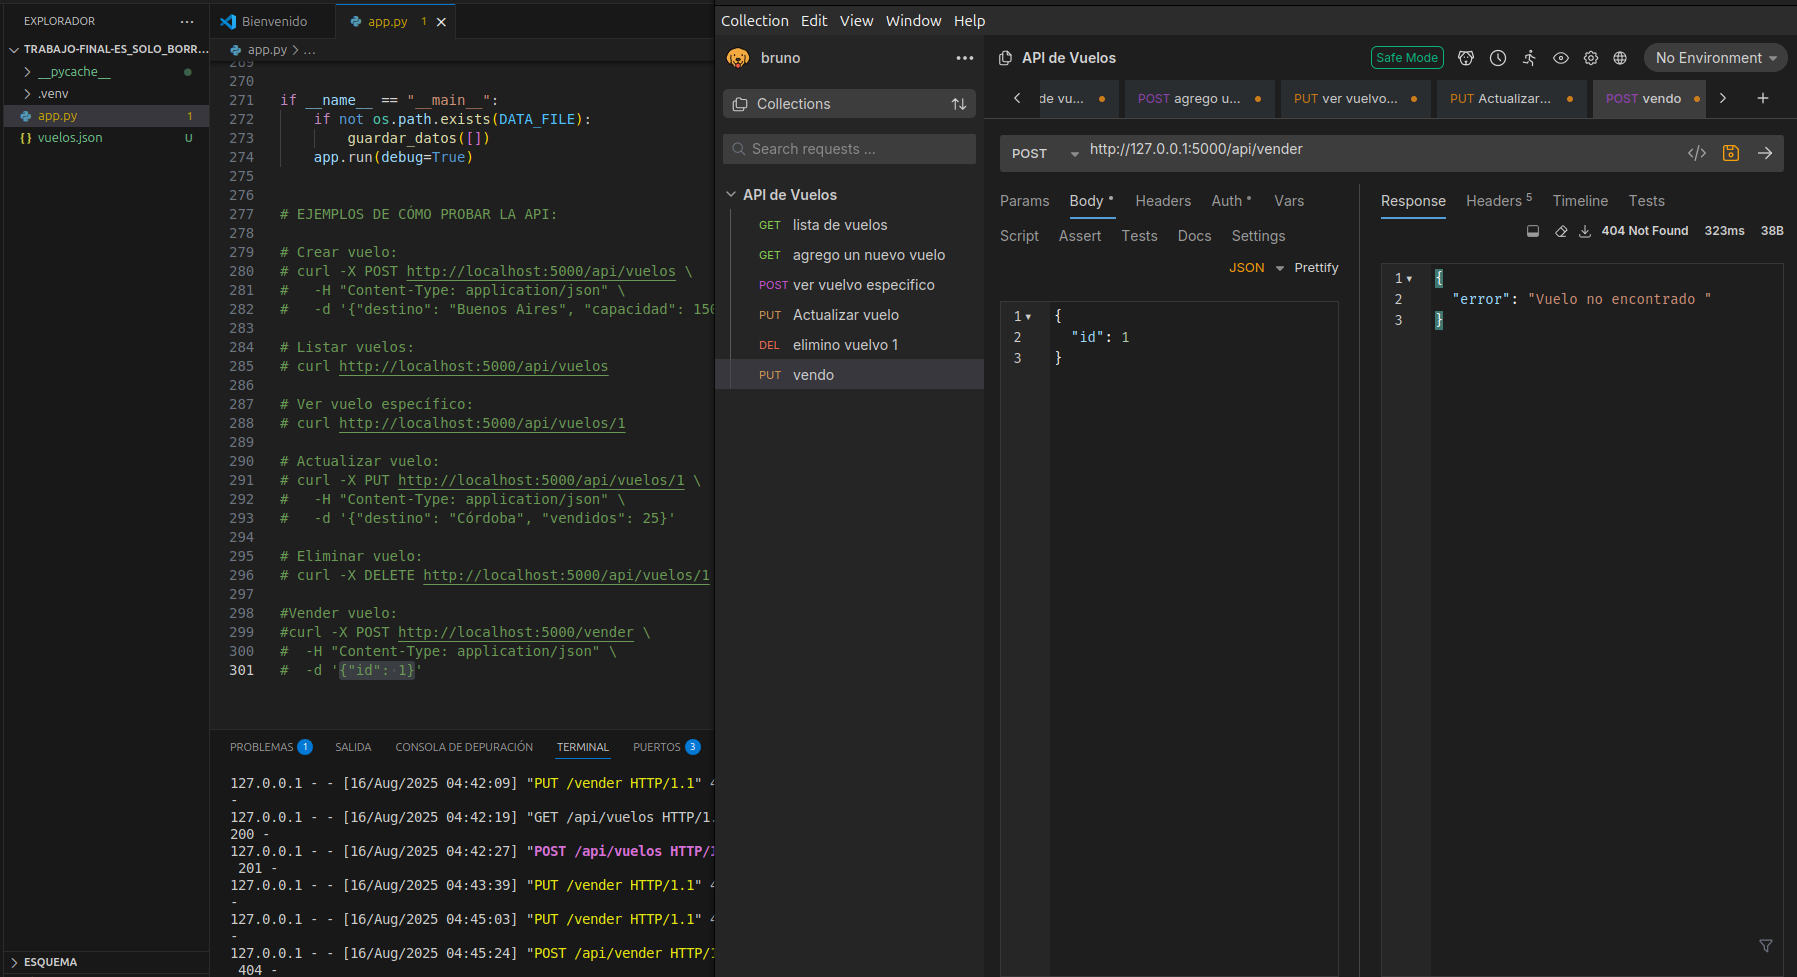 EXPLORADOR
TRABAJO-FINAL-ES_SOLO_BORR...
__pycache__
.venv
app.py 1
vuelos.json U
ESQUEMA
Bienvenido
app.py 1
app.py > ...
269
270
271 if __name__ == "__main__":
272 if not os.path.exists(DATA_FILE):
273 guardar_datos([])
274 app.run(debug=True)
275
276
277 # EJEMPLOS DE CÓMO PROBAR LA API:
278
279 # Crear vuelo:
280 # curl -X POST http://localhost:5000/api/vuelos \
281 #   -H "Content-Type: application/json" \
282 #   -d '{"destino": "Buenos Aires", "capacidad": 150
283
284 # Listar vuelos:
285 # curl http://localhost:5000/api/vuelos
286
287 # Ver vuelo específico:
288 # curl http://localhost:5000/api/vuelos/1
289
290 # Actualizar vuelo:
291 # curl -X PUT http://localhost:5000/api/vuelos/1 \
292 #   -H "Content-Type: application/json" \
293 #   -d '{"destino": "Córdoba", "vendidos": 25}'
294
295 # Eliminar vuelo:
296 # curl -X DELETE http://localhost:5000/api/vuelos/1
297
298 #Vender vuelo:
299 #curl -X POST http://localhost:5000/vender \
300 #  -H "Content-Type: application/json" \
301 #  -d '{"id": 1}'
PROBLEMAS 1 SALIDA CONSOLA DE DEPURACIÓN TERMINAL PUERTOS 3
127.0.0.1 - - [16/Aug/2025 04:42:09] "PUT /vender HTTP/1.1" 4
-
127.0.0.1 - - [16/Aug/2025 04:42:19] "GET /api/vuelos HTTP/1.
200 -
127.0.0.1 - - [16/Aug/2025 04:42:27] "POST /api/vuelos HTTP/1
201 -
127.0.0.1 - - [16/Aug/2025 04:43:39] "PUT /vender HTTP/1.1" 4
-
127.0.0.1 - - [16/Aug/2025 04:45:03] "PUT /vender HTTP/1.1" 4
-
127.0.0.1 - - [16/Aug/2025 04:45:24] "POST /api/vender HTTP/1
404 -
Collection Edit View Window Help
bruno
Collections
Search requests ...
API de Vuelos
GET lista de vuelos
GET agrego un nuevo vuelo
POST ver vuelvo especifico
PUT Actualizar vuelo
DEL elimino vuelvo 1
PUT vendo
API de Vuelos
Safe Mode
No Environment
de vu...
POST agrego u...
PUT ver vuelvo...
PUT Actualizar...
POST vendo
POST http://127.0.0.1:5000/api/vender
Params Body Headers Auth Vars
Script Assert Tests Docs Settings
JSON Prettify
1 {
2 "id": 1
3 }
Response Headers 5 Timeline Tests
404 Not Found 323ms 38B
1 {
2 "error": "Vuelo no encontrado "
3 }